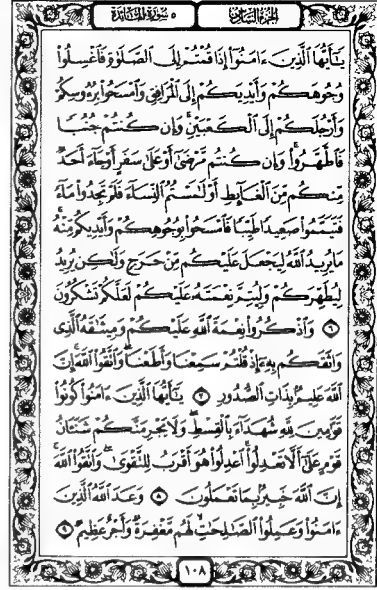 الجزء السادس
٥ سورة المائدة
يَٰٓأَيُّهَا ٱلَّذِينَ ءَامَنُوٓا۟ إِذَا قُمْتُمْ إِلَى ٱلصَّلَوٰةِ فَٱغْسِلُوا۟
وُجُوهَكُمْ وَأَيْدِيَكُمْ إِلَى ٱلْمَرَافِقِ وَٱمْسَحُوا۟ بِرُءُوسِكُمْ
وَأَرْجُلَكُمْ إِلَى ٱلْكَعْبَيْنِ ۚ وَإِن كُنتُمْ جُنُبًا
فَٱطَّهَّرُوا۟ ۚ وَإِن كُنتُم مَّرْضَىٰٓ أَوْ عَلَىٰ سَفَرٍ أَوْ جَآءَ أَحَدٌ
مِّنكُم مِّنَ ٱلْغَآئِطِ أَوْ لَٰمَسْتُمُ ٱلنِّسَآءَ فَلَمْ تَجِدُوا۟ مَآءً
فَتَيَمَّمُوا۟ صَعِيدًا طَيِّبًا فَٱمْسَحُوا۟ بِوُجُوهِكُمْ وَأَيْدِيكُم مِّنْهُ ۚ
مَا يُرِيدُ ٱللَّهُ لِيَجْعَلَ عَلَيْكُم مِّنْ حَرَجٍ وَلَٰكِن يُرِيدُ
لِيُطَهِّرَكُمْ وَلِيُتِمَّ نِعْمَتَهُۥ عَلَيْكُمْ لَعَلَّكُمْ تَشْكُرُونَ
٦ وَٱذْكُرُوا۟ نِعْمَةَ ٱللَّهِ عَلَيْكُمْ وَمِيثَٰقَهُ ٱلَّذِى
وَاثَقَكُم بِهِۦٓ إِذْ قُلْتُمْ سَمِعْنَا وَأَطَعْنَا ۖ وَٱتَّقُوا۟ ٱللَّهَ ۚ إِنَّ
ٱللَّهَ عَلِيمٌۢ بِذَاتِ ٱلصُّدُورِ ٧ يَٰٓأَيُّهَا ٱلَّذِينَ ءَامَنُوا۟ كُونُوا۟
قَوَّٰمِينَ لِلَّهِ شُهَدَآءَ بِٱلْقِسْطِ ۖ وَلَا يَجْرِمَنَّكُمْ شَنَـَٔانُ
قَوْمٍ عَلَىٰٓ أَلَّا تَعْدِلُوا۟ ۚ ٱعْدِلُوا۟ هُوَ أَقْرَبُ لِلتَّقْوَىٰ ۖ وَٱتَّقُوا۟ ٱللَّهَ ۚ
إِنَّ ٱللَّهَ خَبِيرٌۢ بِمَا تَعْمَلُونَ ٨ وَعَدَ ٱللَّهُ ٱلَّذِينَ
ءَامَنُوا۟ وَعَمِلُوا۟ ٱلصَّٰلِحَٰتِ ۙ لَهُم مَّغْفِرَةٌ وَأَجْرٌ عَظِيمٌ ٩
١٠٨